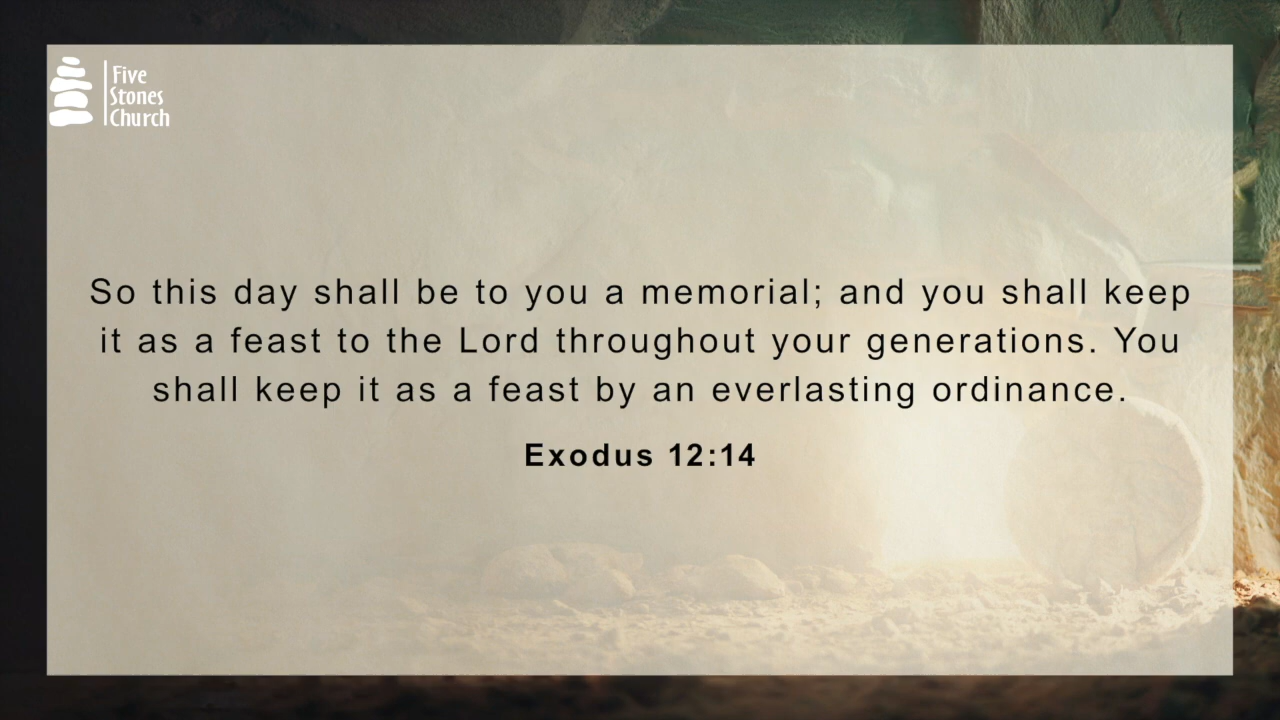 Five
Stones
Church
So this day shall be to you a memorial; and you shall keep
it as a feast to the Lord throughout your generations. You
shall keep it as a feast by an everlasting ordinance.
Exodus 12:14